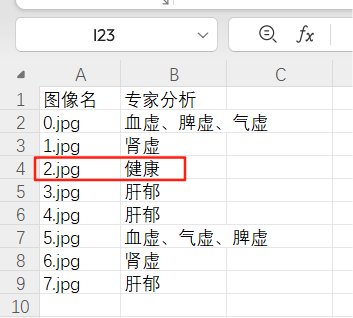 I23
fx
A B C
1 图像名 专家分析
2 0.jpg 血虚、脾虚、气虚
3 1.jpg 肾虚
4 2.jpg 健康
5 3.jpg 肝郁
6 4.jpg 肝郁
7 5.jpg 血虚、气虚、脾虚
8 6.jpg 肾虚
9 7.jpg 肝郁
10